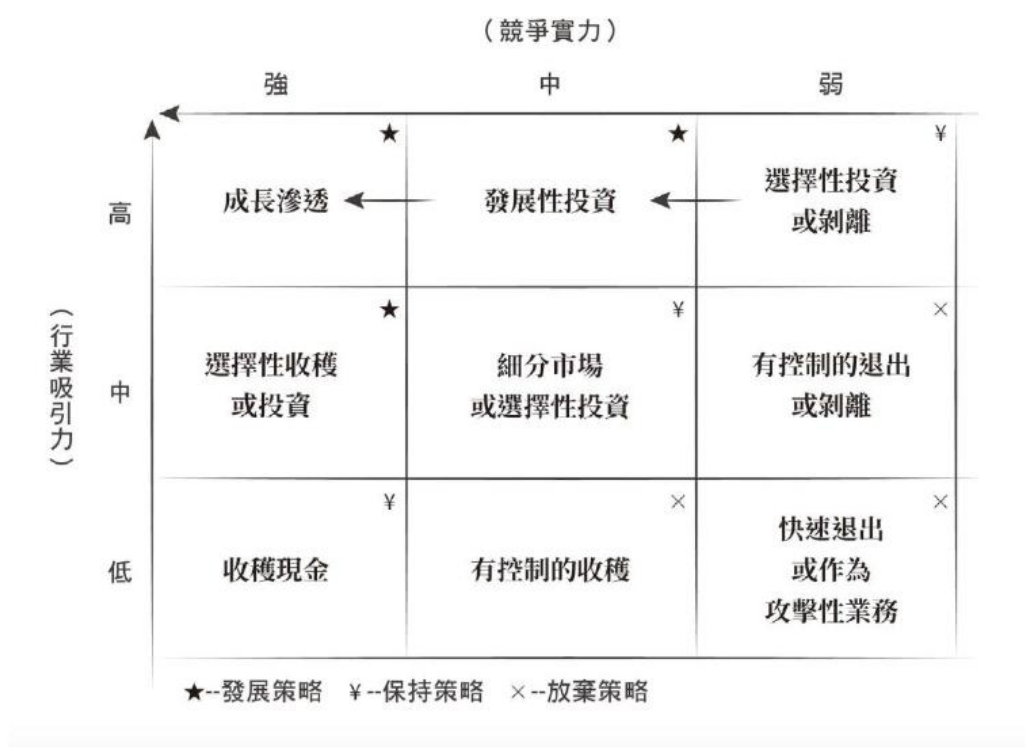 （競爭實力）
強 中 弱
（行業吸引力）
高
★
成長滲透
★
發展性投資
¥
選擇性投資
或剝離
中
★
選擇性收穫
或投資
¥
細分市場
或選擇性投資
×
有控制的退出
或剝離
低
¥
收穫現金
×
有控制的收穫
×
快速退出
或作為
攻擊性業務
★--發展策略 ¥--保持策略 ×--放棄策略